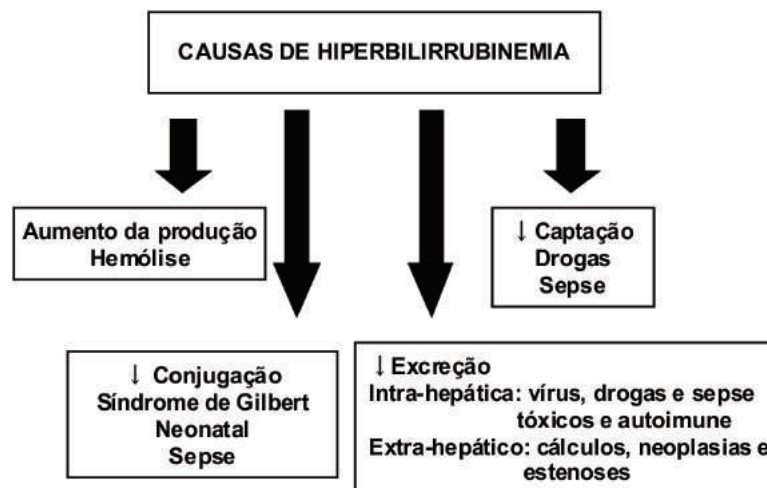 CAUSAS DE HIPERBILIRRUBINEMIA
Aumento da produção
Hemólise
↓ Captação
Drogas
Sepse
↓ Conjugação
Síndrome de Gilbert
Neonatal
Sepse
↓ Excreção
Intra-hepática: vírus, drogas e sepse
tóxicos e autoimune
Extra-hepático: cálculos, neoplasias e
estenoses